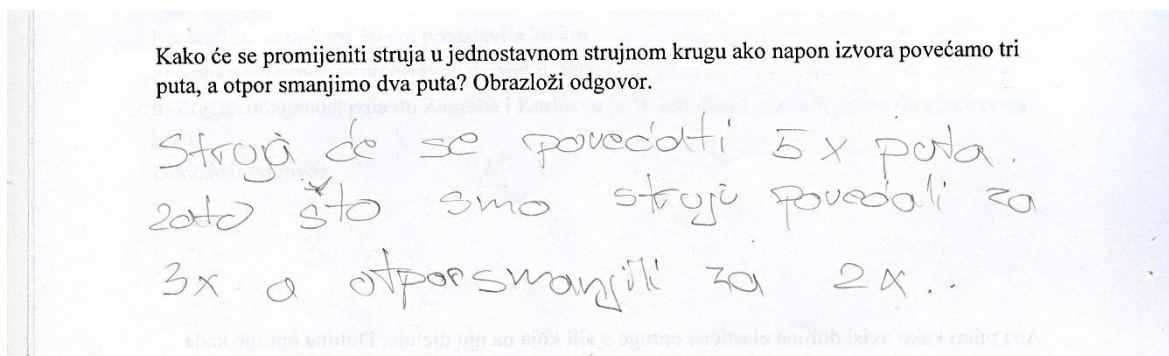 Kako će se promijeniti struja u jednostavnom strujnom krugu ako napon izvora povećamo tri
puta, a otpor smanjimo dva puta? Obrazloži odgovor.
Struja će se povećati 5x puta.
zato što smo struju povećali za
3x a otpor smanjili za 2x..